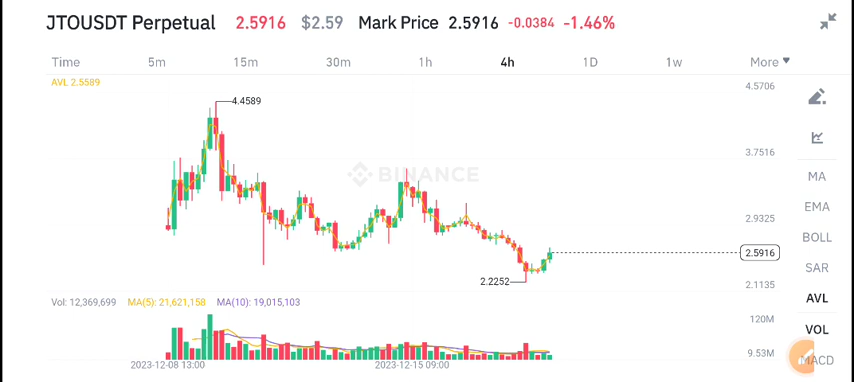 JTOUSDT Perpetual 2.5916 $2.59 Mark Price 2.5916 -0.0384 -1.46%
Time 5m 15m 30m 1h 4h 1D 1w More
AVL 2.5589
4.5706
4.4589
3.7516
BINANCE
MA
EMA
2.9325
BOLL
2.5916
SAR
2.2252
2.1135
AVL
Vol: 12,369,699 MA(5): 21,621,158 MA(10): 19,015,103
120M
VOL
9.53M
MACD
2023-12-08 13:00 2023-12-15 09:00